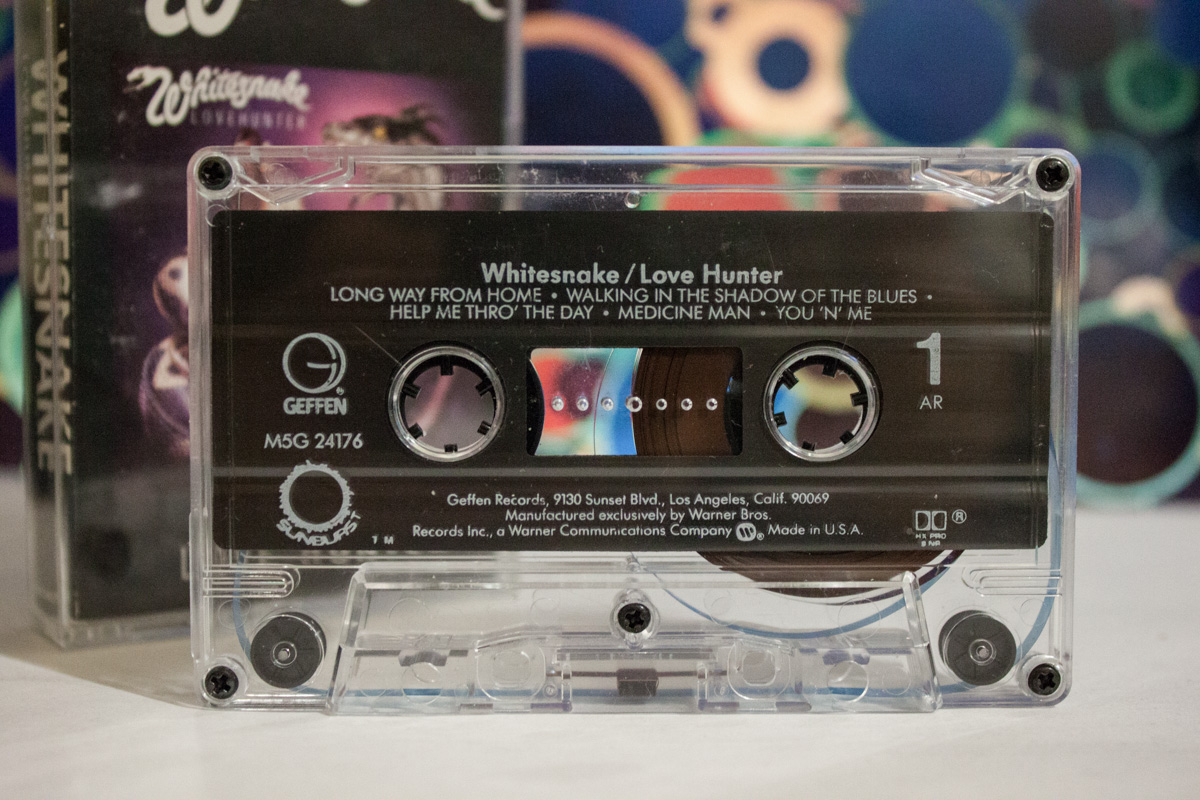 Whitesnake
LOVEHUNTER
WHITESNAKE
Whitesnake / Love Hunter
LONG WAY FROM HOME • WALKING IN THE SHADOW OF THE BLUES •
HELP ME THRO' THE DAY • MEDICINE MAN • YOU 'N' ME
G
®
GEFFEN
M5G 24176
SUNBURST
1 M
1
AR
Geffen Records, 9130 Sunset Blvd., Los Angeles, Calif. 90069
Manufactured exclusively by Warner Bros.
Records Inc., a Warner Communications Company W® Made in U.S.A.
®
HX PRO
B NR